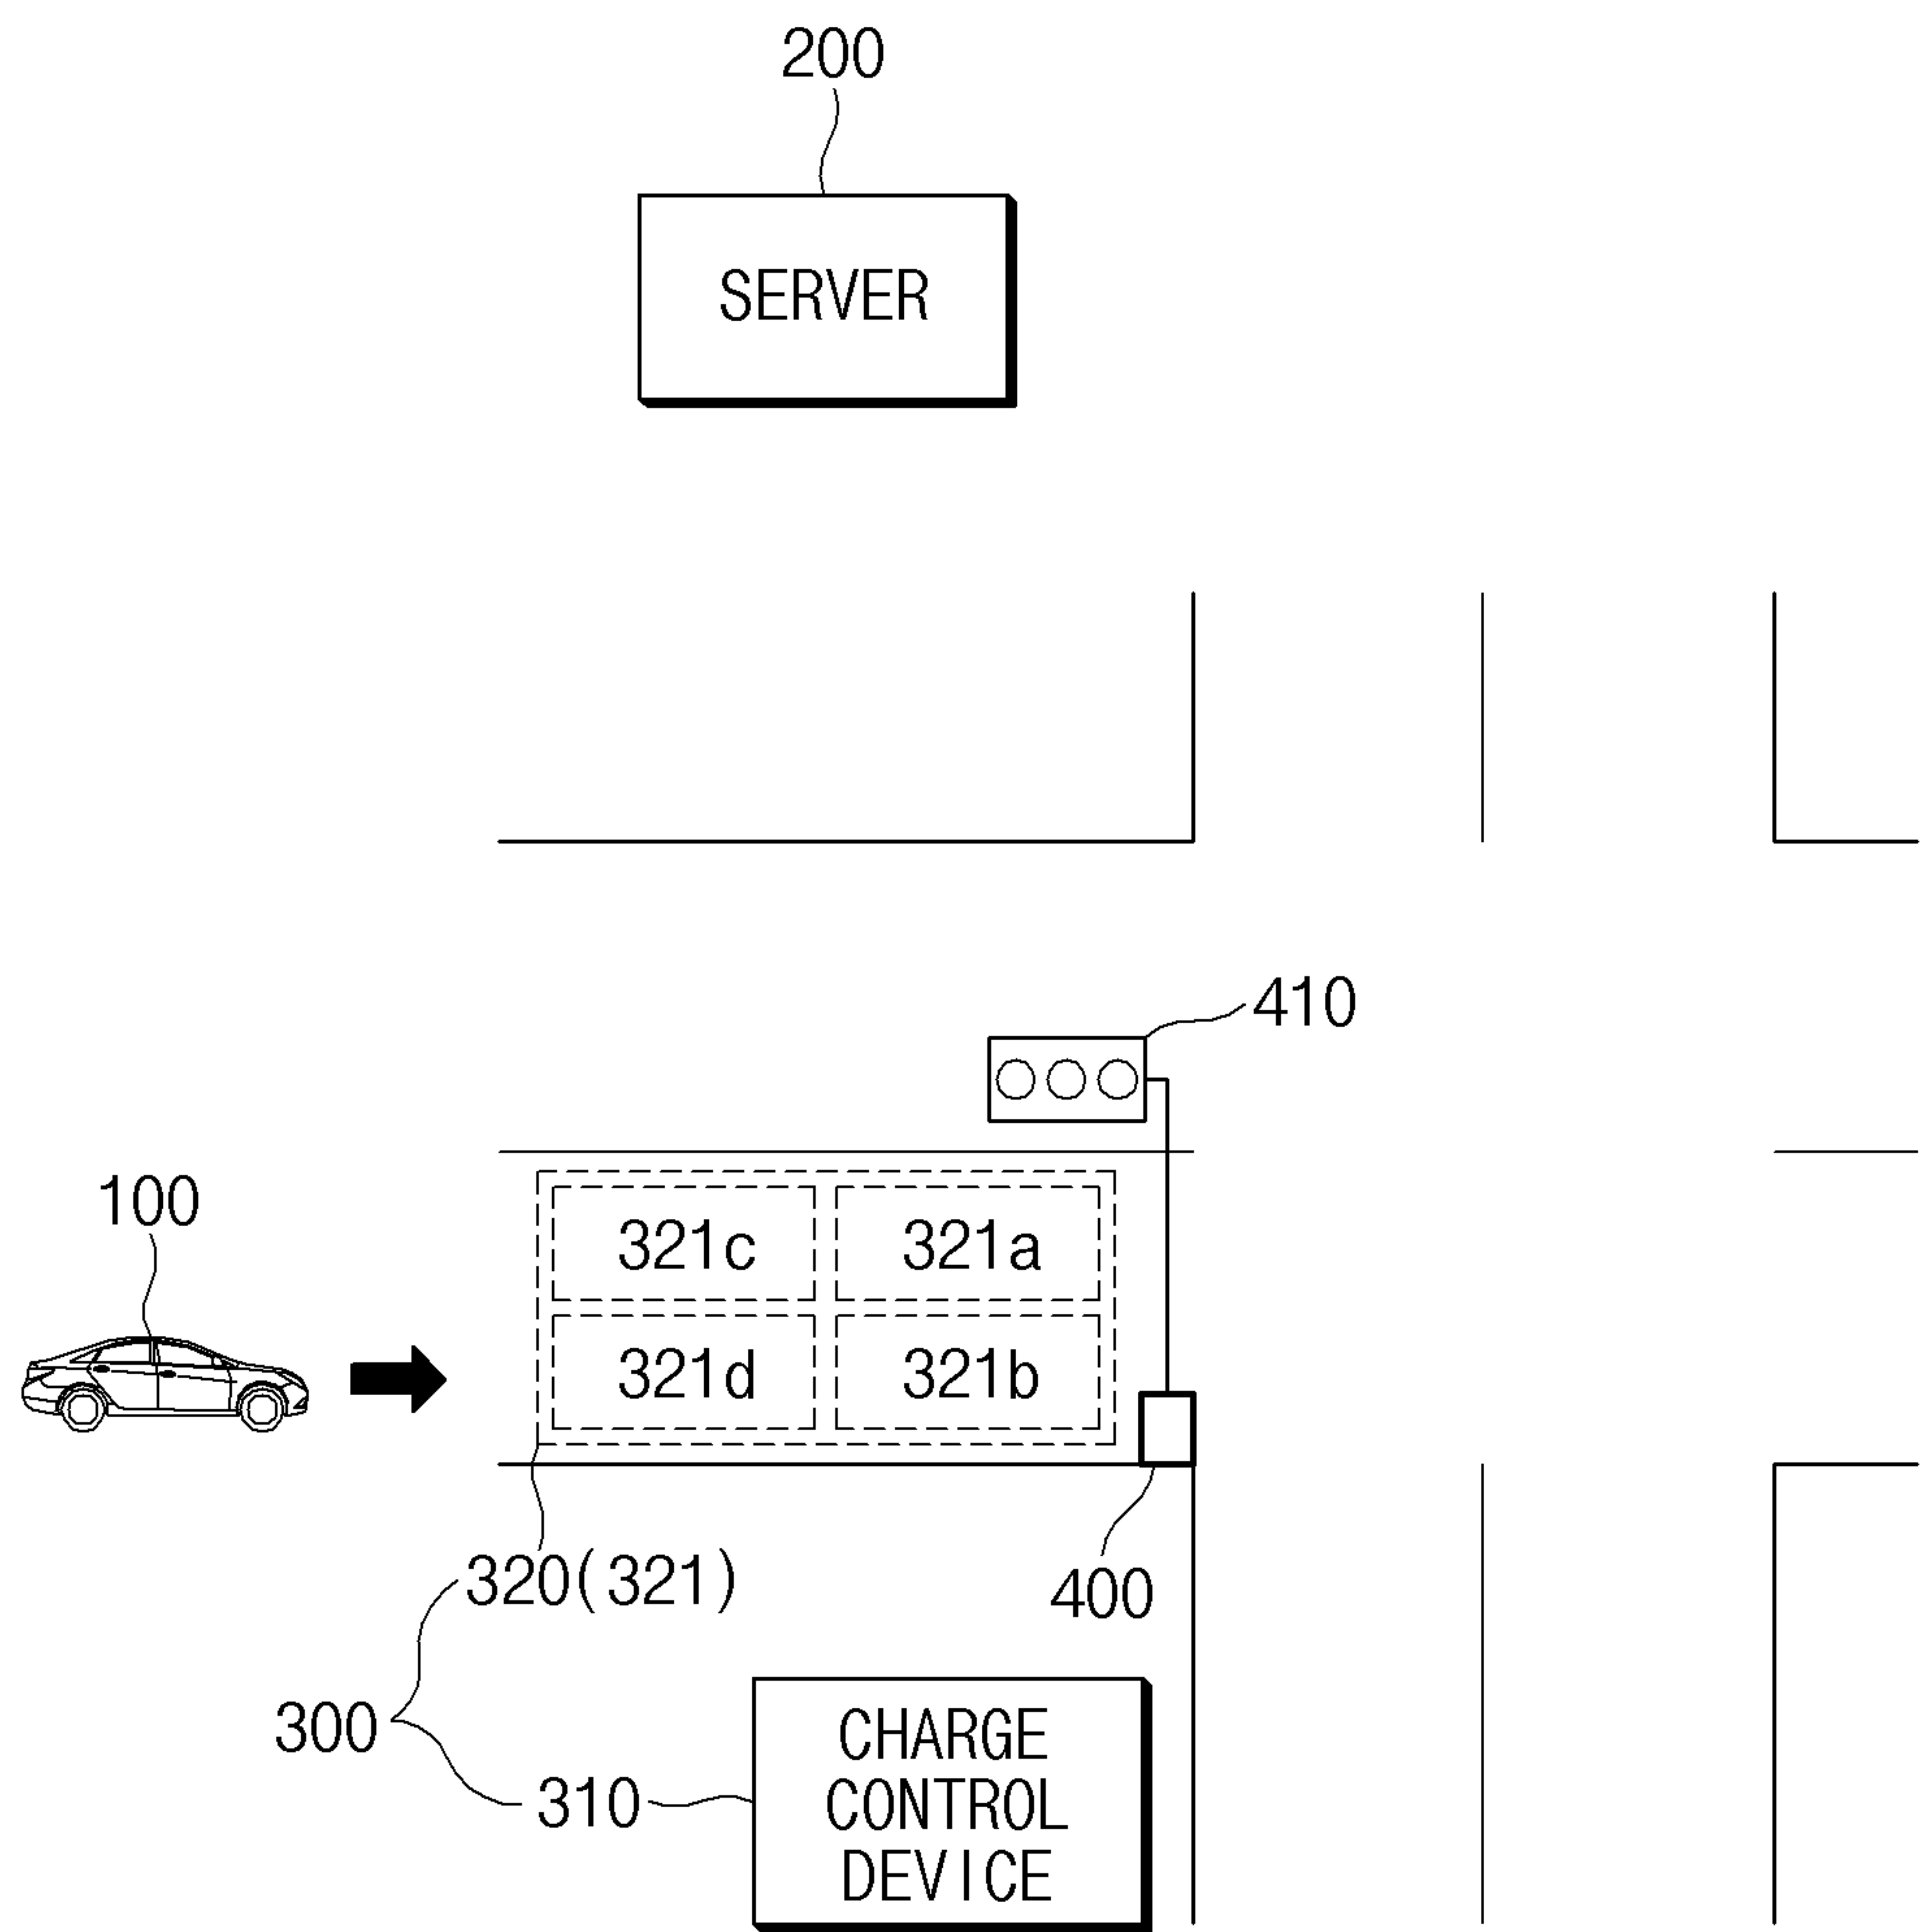 200
SERVER
410
100
321c
321a
321d
321b
320(321)
400
300
310
CHARGE
CONTROL
DEVICE